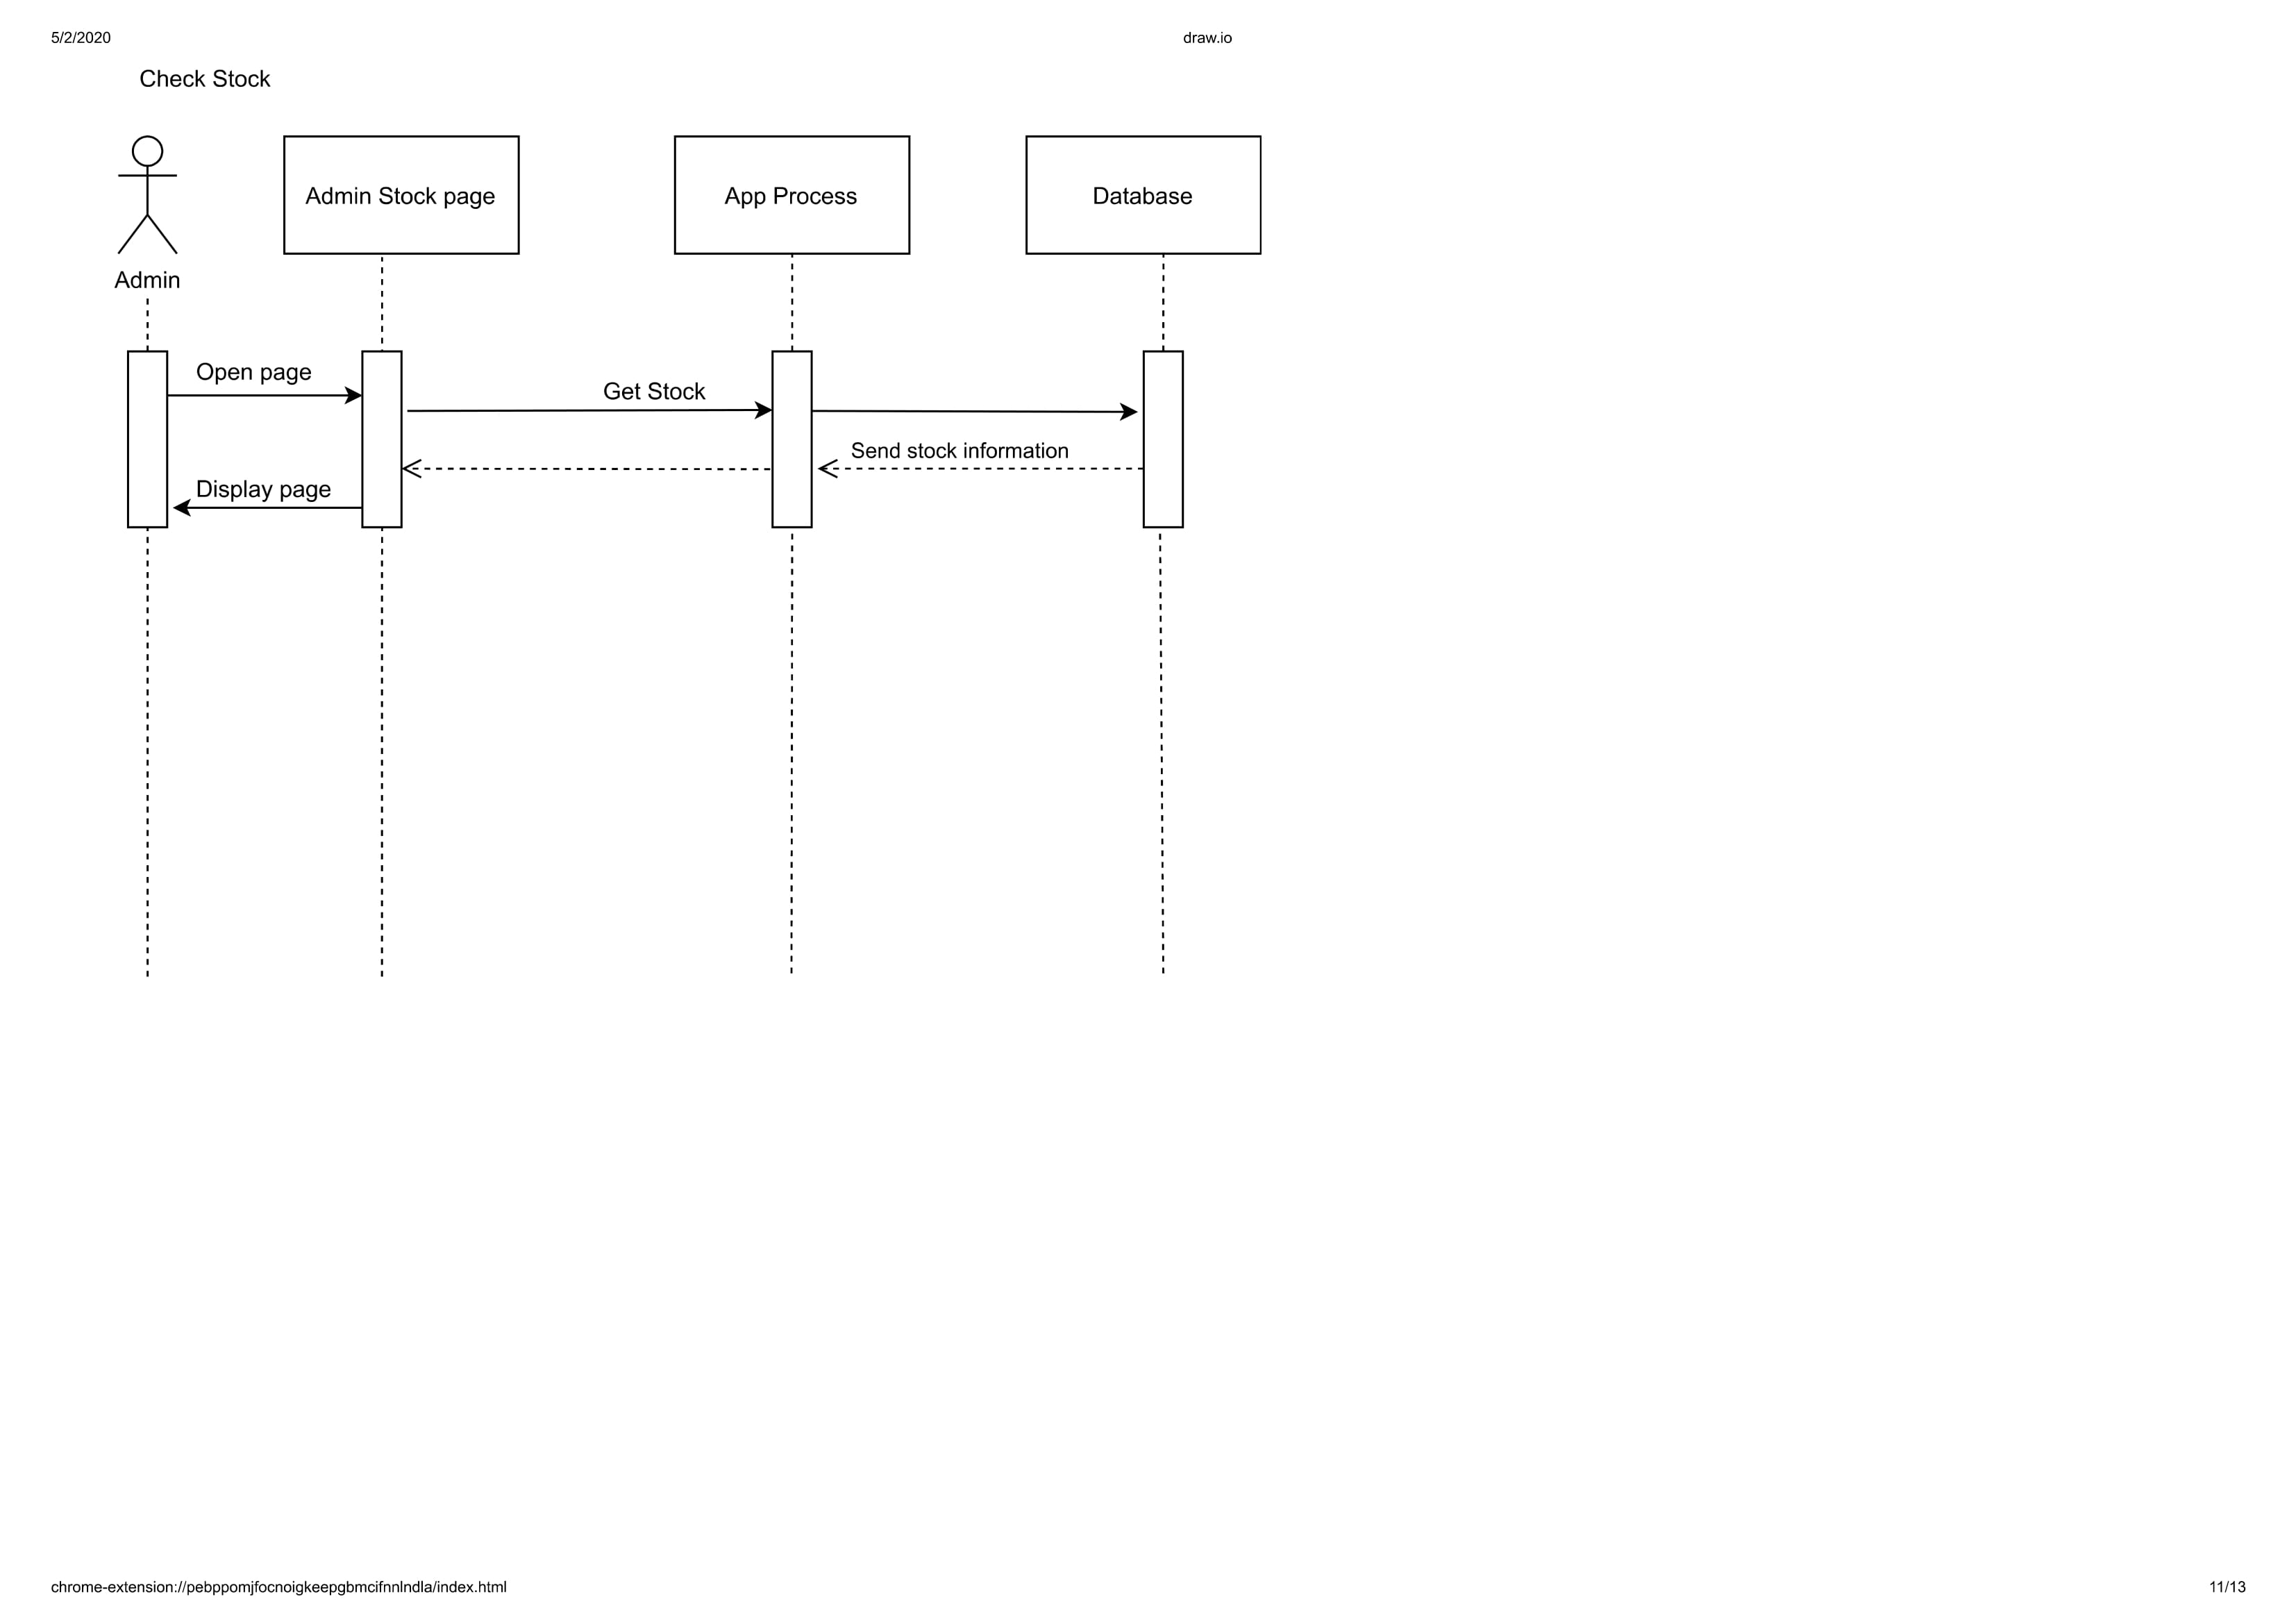 5/2/2020
draw.io
Check Stock
Admin Stock page
App Process
Database
Admin
Open page
Get Stock
Send stock information
Display page
chrome-extension://pebppomjfocnoigkeepgbmcifnnlndla/index.html
11/13